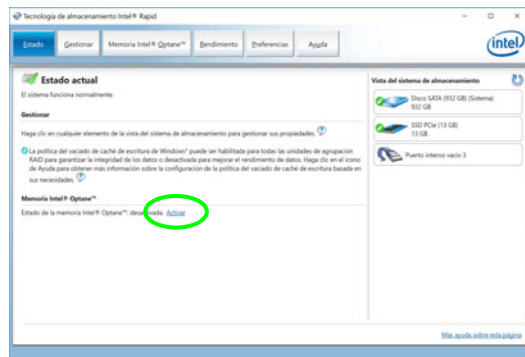 Tecnología de almacenamiento Intel® Rapid
Estado
Gestionar
Memoria Intel® Optane™
Rendimiento
Preferencias
Ayuda
intel
Estado actual
El sistema funciona normalmente.
Gestionar
Haga clic en cualquier elemento de la vista del sistema de almacenamiento para gestionar sus propiedades.
La política del vaciado de caché de escritura de Windows* puede ser habilitada para todas las unidades de agrupación
RAID para garantizar la integridad de los datos o desactivada para mejorar el rendimiento de datos. Haga clic en el icono
de Ayuda para obtener más información sobre la configuración de la política del vaciado de caché de escritura basada en
sus necesidades.
Memoria Intel® Optane™
Estado de la memoria Intel® Optane™: desactivada. Activar
Vista del sistema de almacenamiento
Disco SATA (932 GB) (Sistema)
932 GB
SSD PCIe (13 GB)
13 GB
Puerto interno vacío 3
Más ayuda sobre esta página